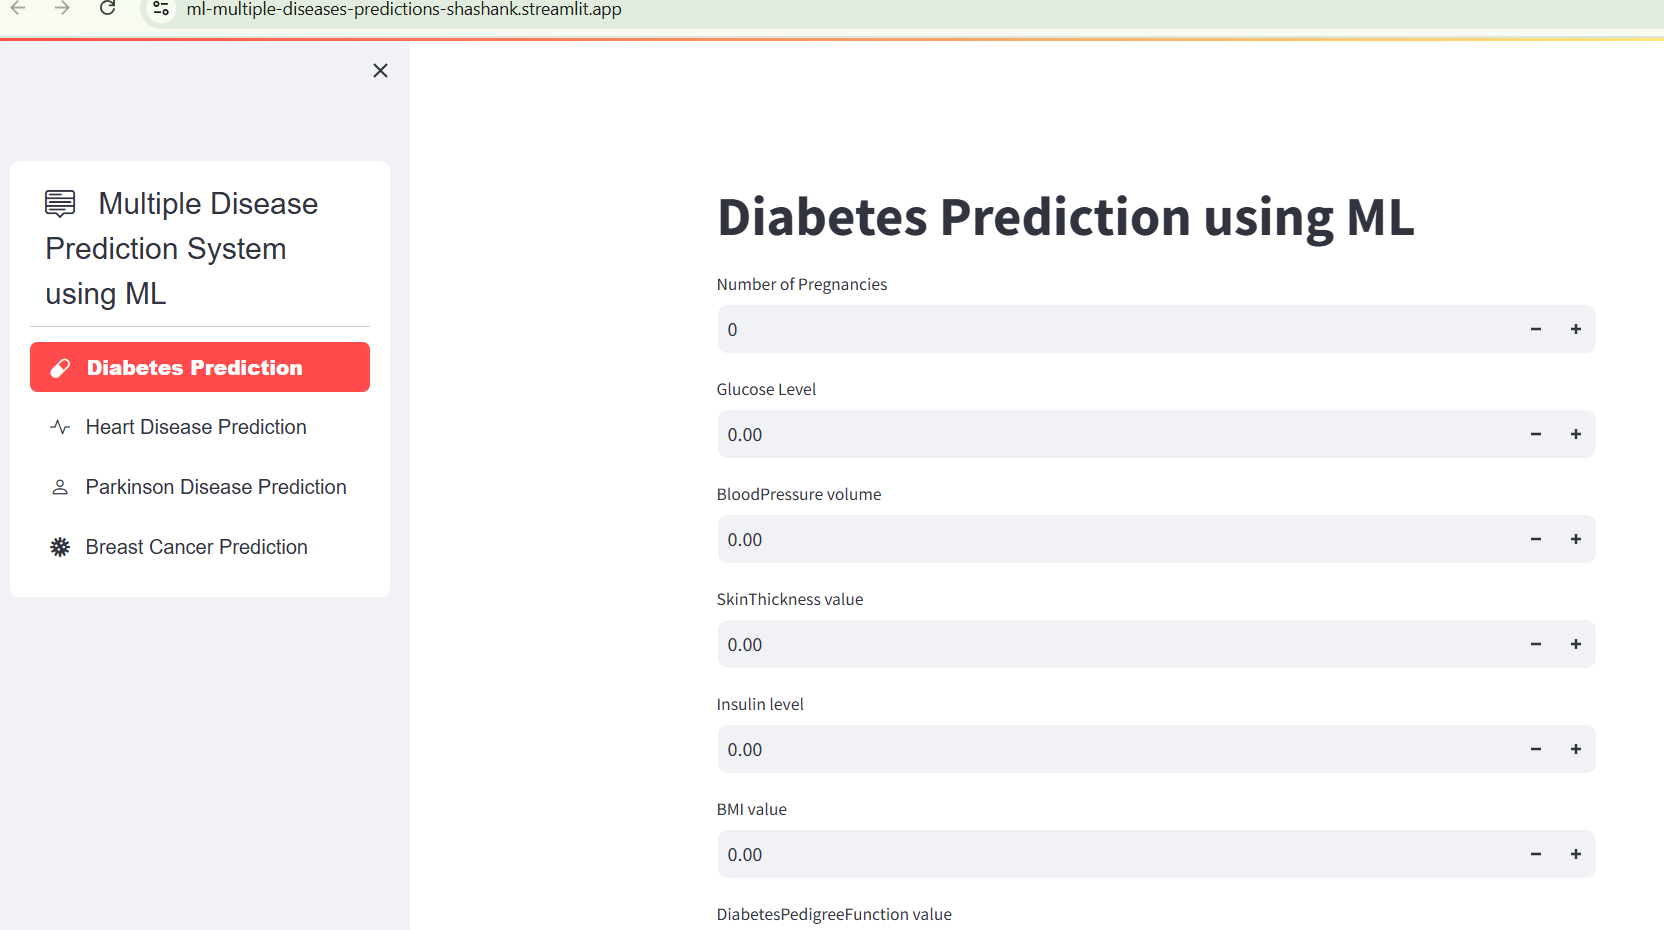 ml-multiple-diseases-predictions-shashank.streamlit.app
Multiple Disease
Prediction System
using ML
Diabetes Prediction
Heart Disease Prediction
Parkinson Disease Prediction
Breast Cancer Prediction
Diabetes Prediction using ML
Number of Pregnancies
0
Glucose Level
0.00
BloodPressure volume
0.00
SkinThickness value
0.00
Insulin level
0.00
BMI value
0.00
DiabetesPedigreeFunction value